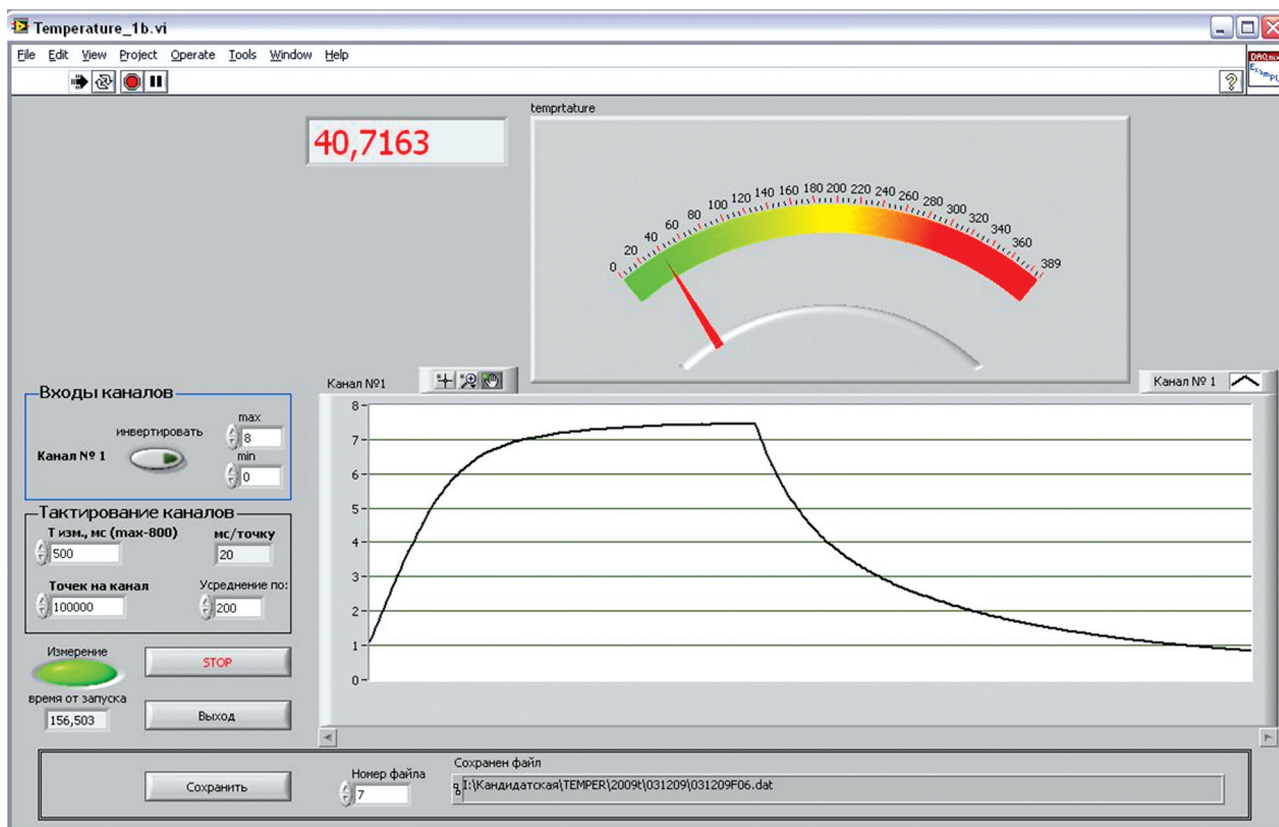 Temperature_1b.vi
File Edit View Project Operate Tools Window Help
temprtature
40,7163
0 20 40 60 80 100 120 140 160 180 200 220 240 260 280 300 320 340 360 389
Канал №1
Канал № 1
8
7
6
5
4
3
2
1
0
Входы каналов
инвертировать
Канал № 1
max
8
min
0
Тактирование каналов
Т изм., мс (max-800)
мс/точку
500
20
Точек на канал
Усреднение по:
100000
200
Измерение
STOP
время от запуска
156,503
Выход
Сохранить
Номер файла
7
Сохранен файл
I:\Кандидатская\TEMPER\2009t\031209\031209F06.dat